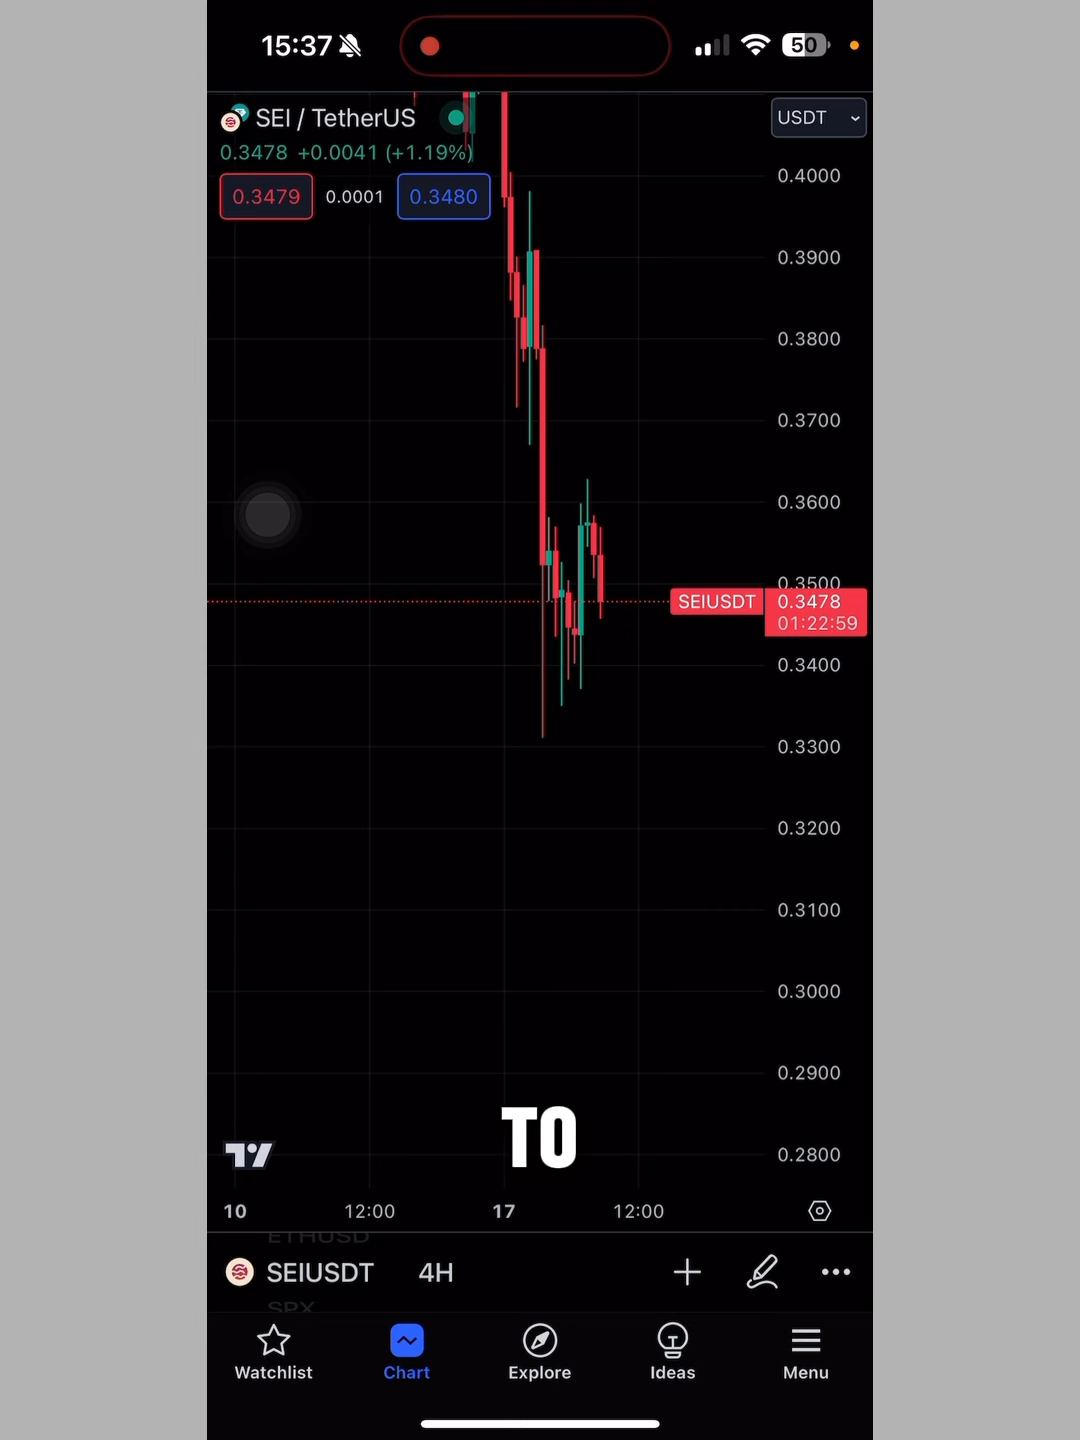 15:37
50
SEI / TetherUS
USDT
0.3478 +0.0041 (+1.19%)
0.3479 0.0001 0.3480
0.4000
0.3900
0.3800
0.3700
0.3600
0.3500
SEIUSDT 0.3478
01:22:59
0.3400
0.3300
0.3200
0.3100
0.3000
0.2900
TO
0.2800
10 12:00 17 12:00
ETHUSD
SEIUSDT 4H
SPX
Watchlist Chart Explore Ideas Menu